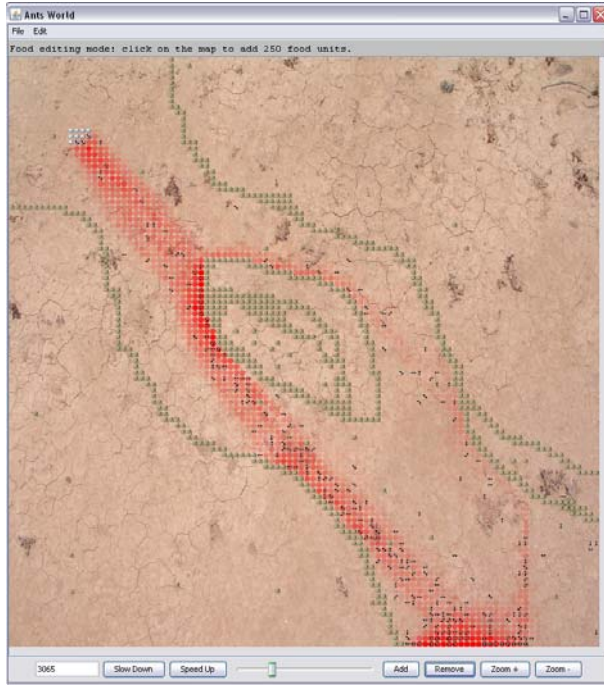 Ants World
File Edit
Food editing mode: click on the map to add 250 food units.
3065 Slow Down Speed Up Add Remove Zoom + Zoom -